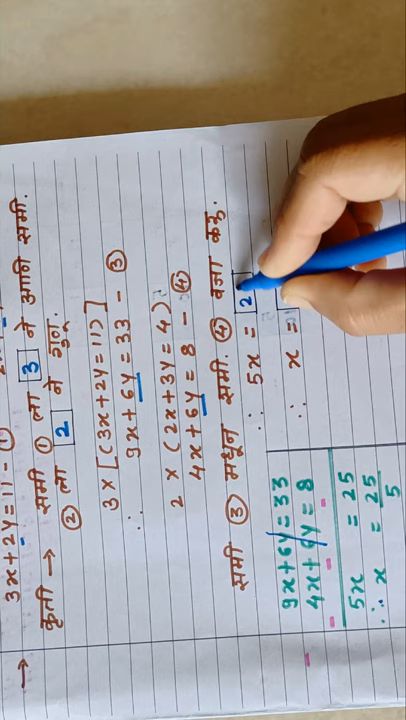 → 3x + 2y = 11 - ①
कृती → समी ① ला 3 ने आणि समी.
② ला 2 ने गुणू.
3 x [(3x + 2y = 11)]
∴ 9x + 6y = 33 - ③
2 x (2x + 3y = 4)
4x + 6y = 8 - ④
समी ③ मधून समी. ④ वजा करू.
∴ 5x = 2
∴ x =
9x + 6y = 33
4x + 6y = 8
- - -
5x = 25
∴ x = 25/5